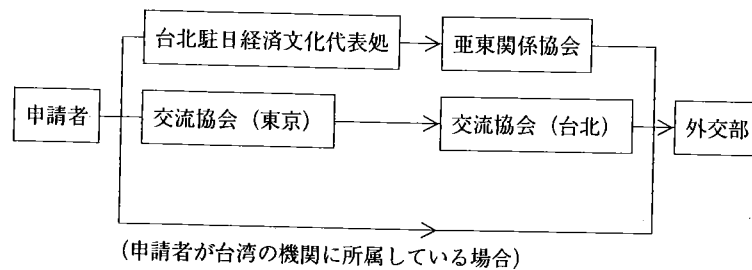 台北駐日経済文化代表処
亜東関係協会
申請者
交流協会（東京）
交流協会（台北）
外交部
（申請者が台湾の機関に所属している場合）